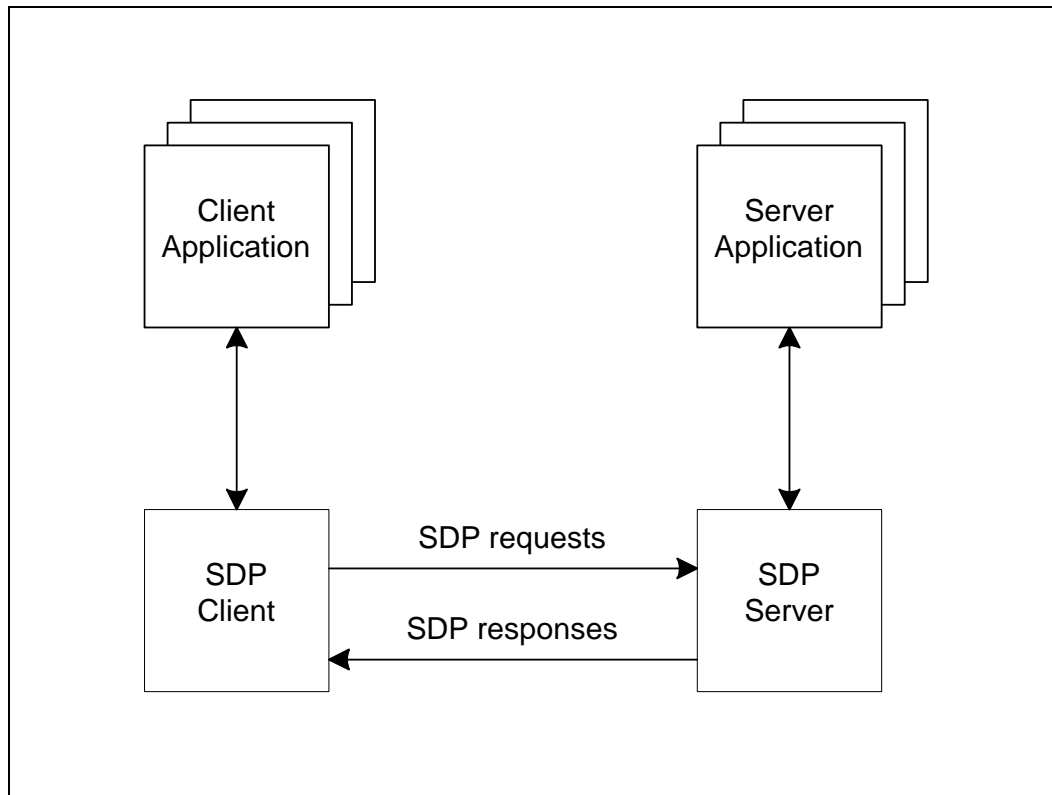 Client
Application
Server
Application
SDP requests
SDP
Client
SDP
Server
SDP responses